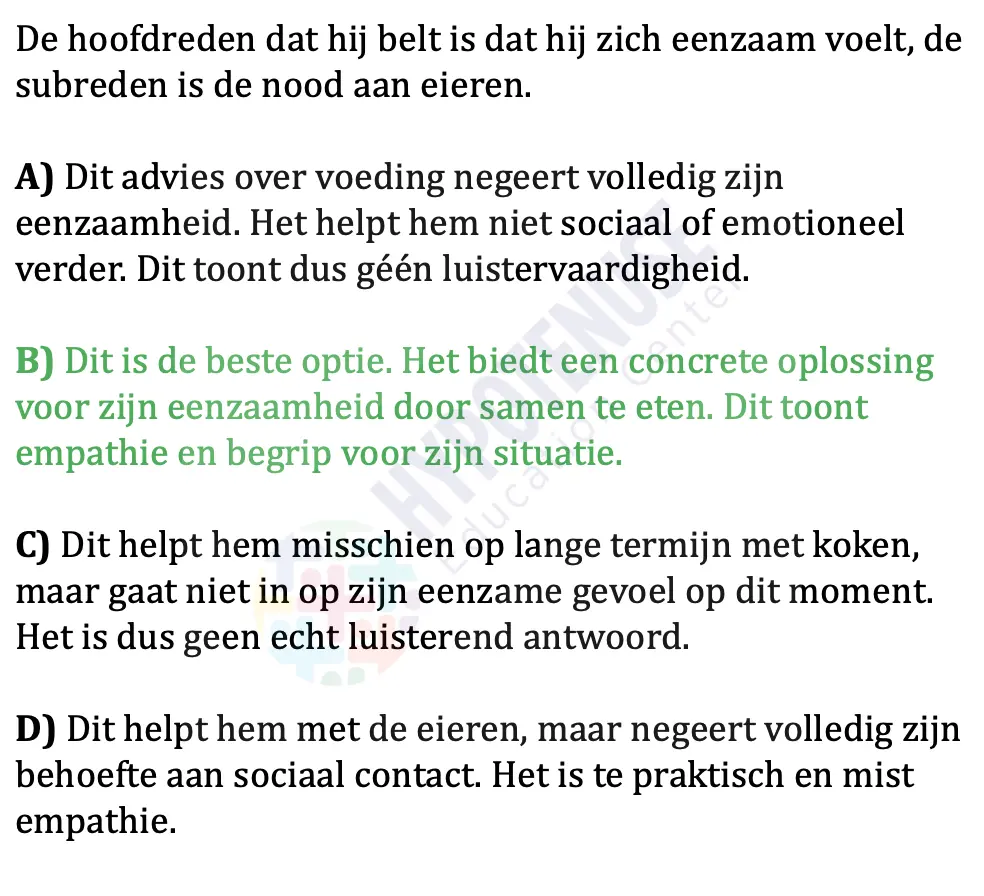 De hoofdreden dat hij belt is dat hij zich eenzaam voelt, de
subreden is de nood aan eieren.
A) Dit advies over voeding negeert volledig zijn
eenzaamheid. Het helpt hem niet sociaal of emotioneel
verder. Dit toont dus géén luistervaardigheid.
B) Dit is de beste optie. Het biedt een concrete oplossing
voor zijn eenzaamheid door samen te eten. Dit toont
empathie en begrip voor zijn situatie.
C) Dit helpt hem misschien op lange termijn met koken,
maar gaat niet in op zijn eenzame gevoel op dit moment.
Het is dus geen echt luisterend antwoord.
D) Dit helpt hem met de eieren, maar negeert volledig zijn
behoefte aan sociaal contact. Het is te praktisch en mist
empathie.
HYPOTENUSE
Education Center